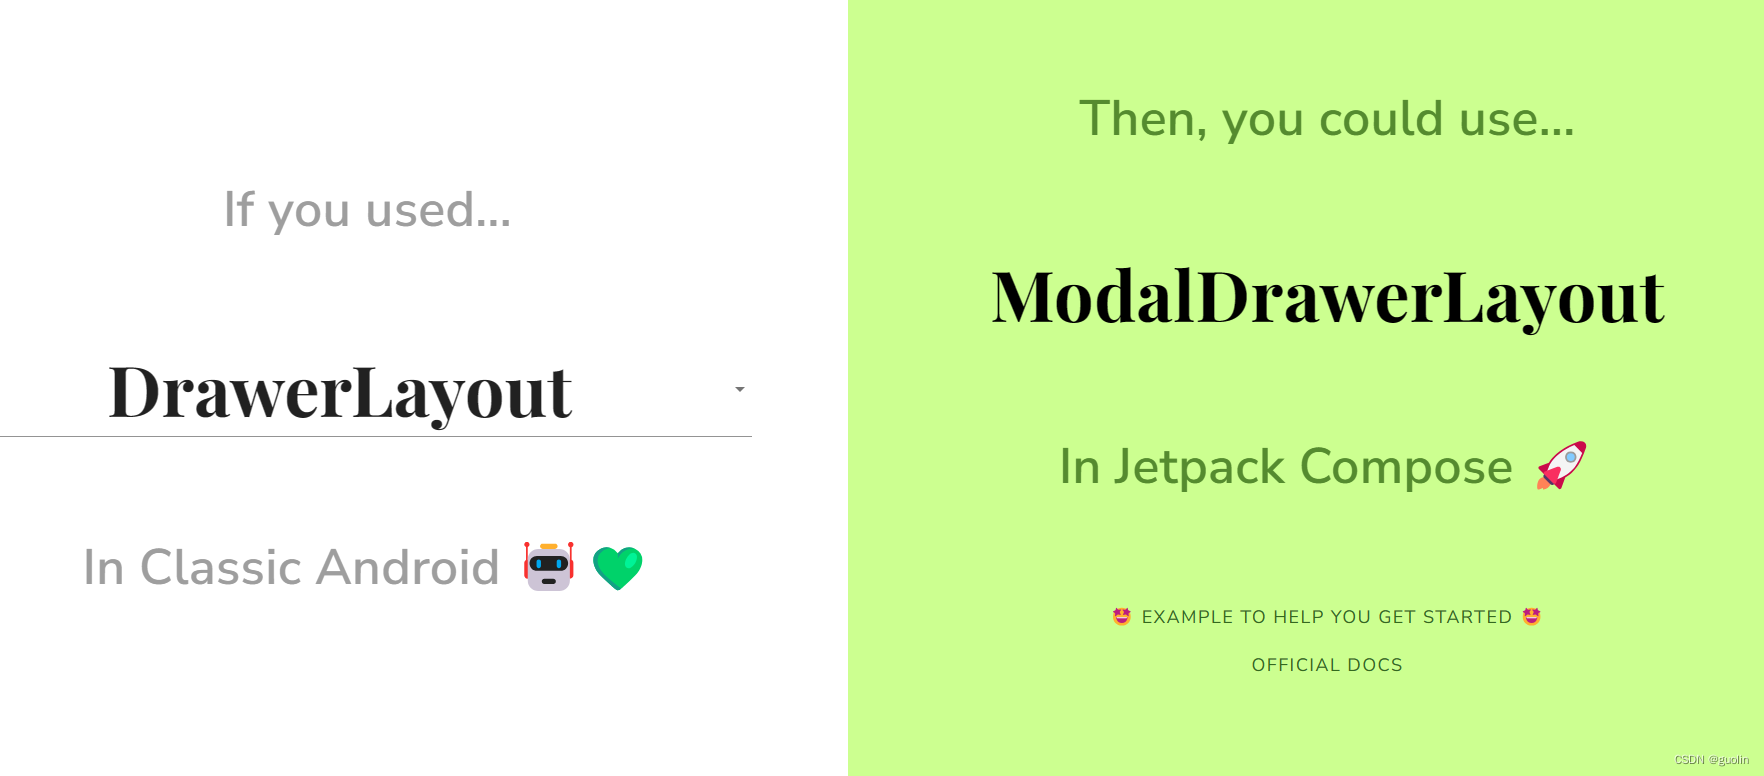 If you used...
DrawerLayout
In Classic Android 🤖 💚
Then, you could use...
ModalDrawerLayout
In Jetpack Compose 🚀
🤩 EXAMPLE TO HELP YOU GET STARTED 🤩
OFFICIAL DOCS
CSDN @guolin